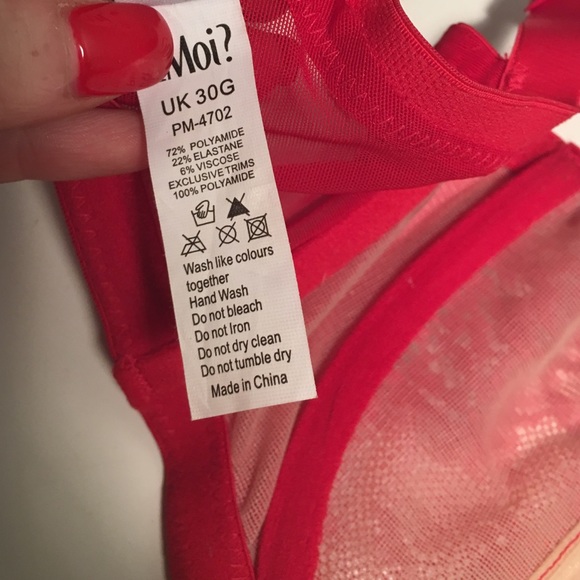 Moi?
UK 30G
PM-4702
72% POLYAMIDE
22% ELASTANE
6% VISCOSE
EXCLUSIVE TRIMS
100% POLYAMIDE
Wash like colours
together
Hand Wash
Do not bleach
Do not Iron
Do not dry clean
Do not tumble dry
Made in China